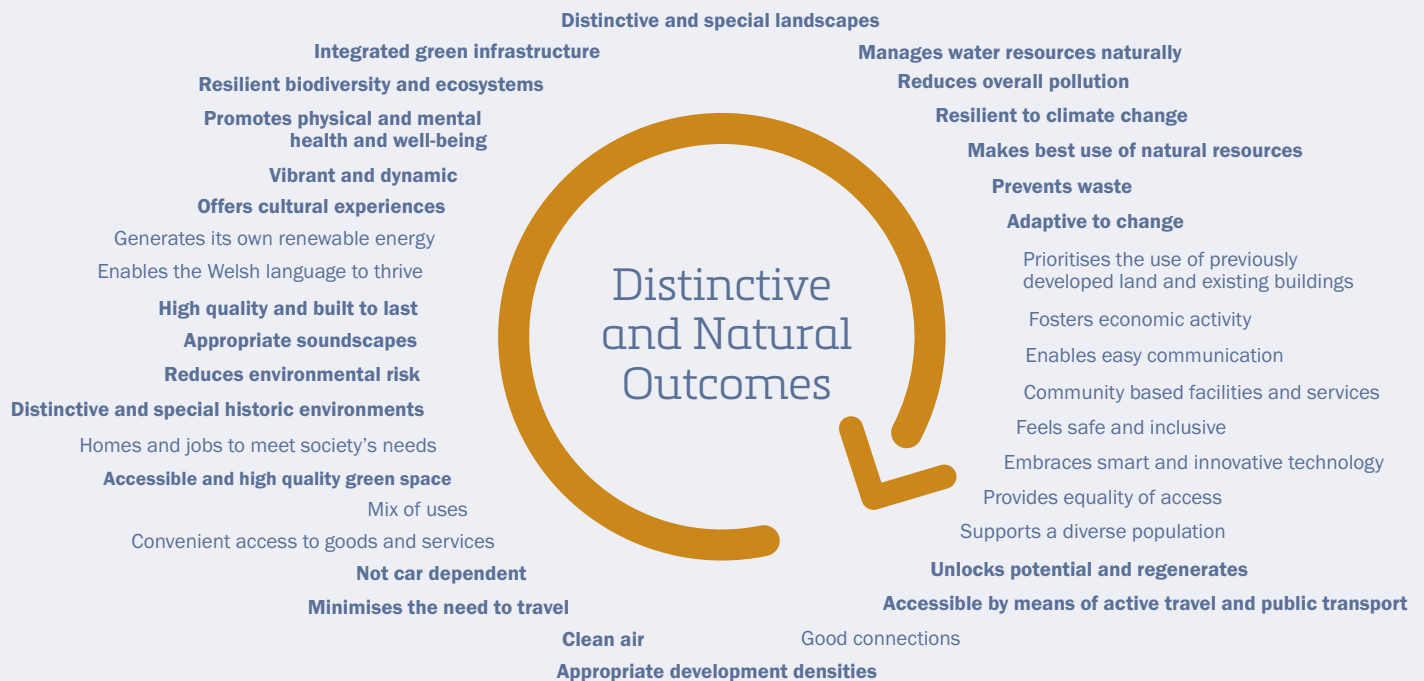 Distinctive and special landscapes
Integrated green infrastructure
Resilient biodiversity and ecosystems
Promotes physical and mental
health and well-being
Vibrant and dynamic
Offers cultural experiences
Generates its own renewable energy
Enables the Welsh language to thrive
High quality and built to last
Appropriate soundscapes
Reduces environmental risk
Distinctive and special historic environments
Homes and jobs to meet society's needs
Accessible and high quality green space
Mix of uses
Convenient access to goods and services
Not car dependent
Minimises the need to travel
Clean air
Appropriate development densities
Distinctive
and Natural
Outcomes
Manages water resources naturally
Reduces overall pollution
Resilient to climate change
Makes best use of natural resources
Prevents waste
Adaptive to change
Prioritises the use of previously
developed land and existing buildings
Fosters economic activity
Enables easy communication
Community based facilities and services
Feels safe and inclusive
Embraces smart and innovative technology
Provides equality of access
Supports a diverse population
Unlocks potential and regenerates
Accessible by means of active travel and public transport
Good connections